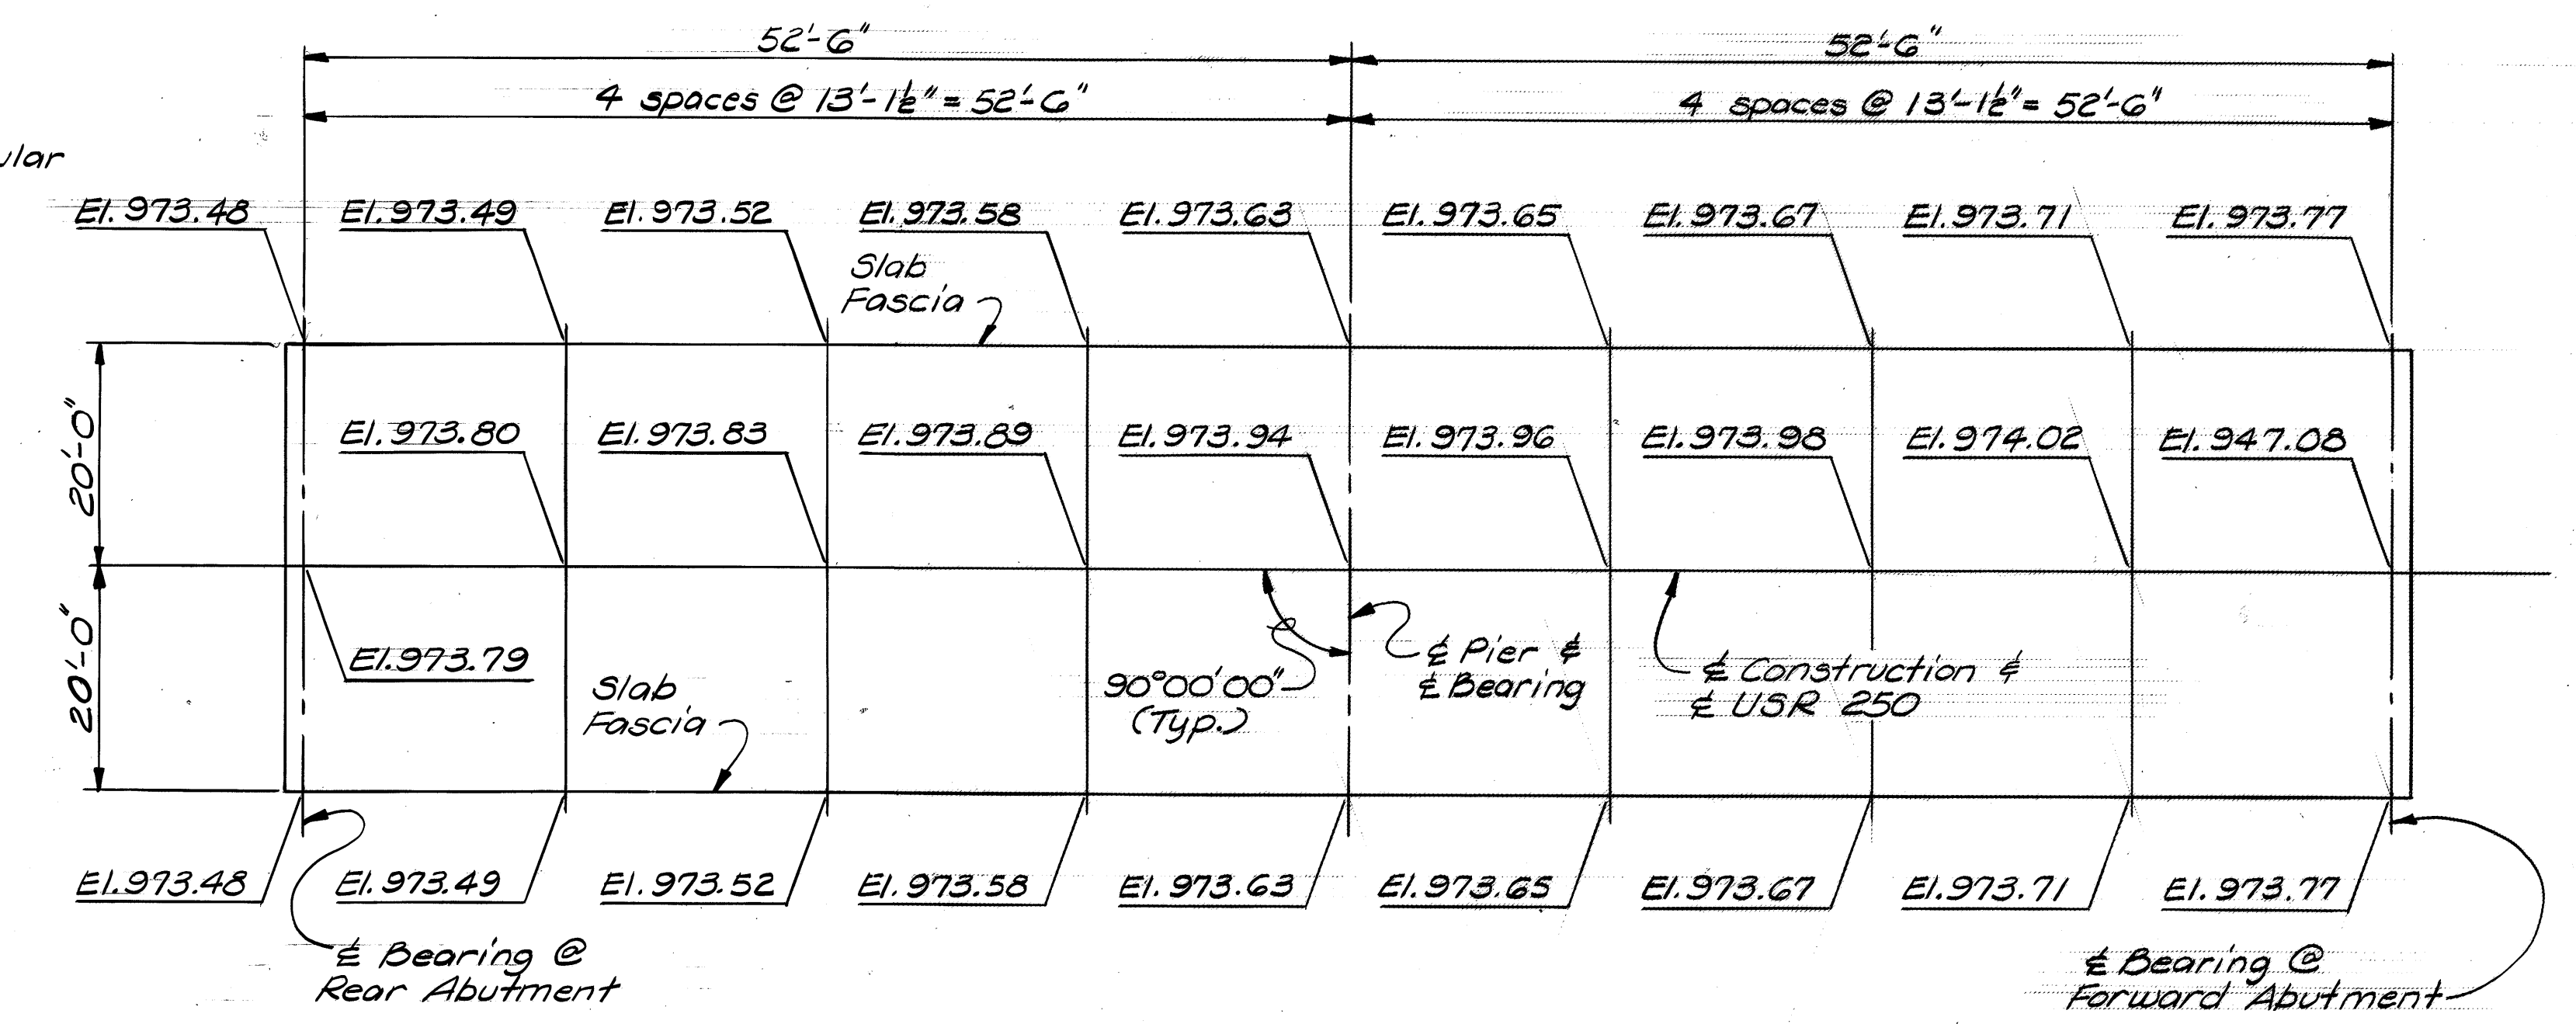 52'-6" 52'-6"
4 spaces @ 13'-1½" = 52'-6" 4 spaces @ 13'-1½" = 52'-6"
ular
El. 973.48 El. 973.49 El. 973.52 El. 973.58 El. 973.63 El. 973.65 El. 973.67 El. 973.71 El. 973.77
Slab
Fascia
20'-0"
El. 973.80 El. 973.83 El. 973.89 El. 973.94 El. 973.96 El. 973.98 El. 974.02 El. 947.08
20'-0"
El. 973.79
Slab
Fascia
90°00'00"
(Typ.)
℄ Pier &
℄ Bearing
℄ Construction &
℄ USR 250
El. 973.48 El. 973.49 El. 973.52 El. 973.58 El. 973.63 El. 973.65 El. 973.67 El. 973.71 El. 973.77
℄ Bearing @
Rear Abutment
℄ Bearing @
Forward Abutment